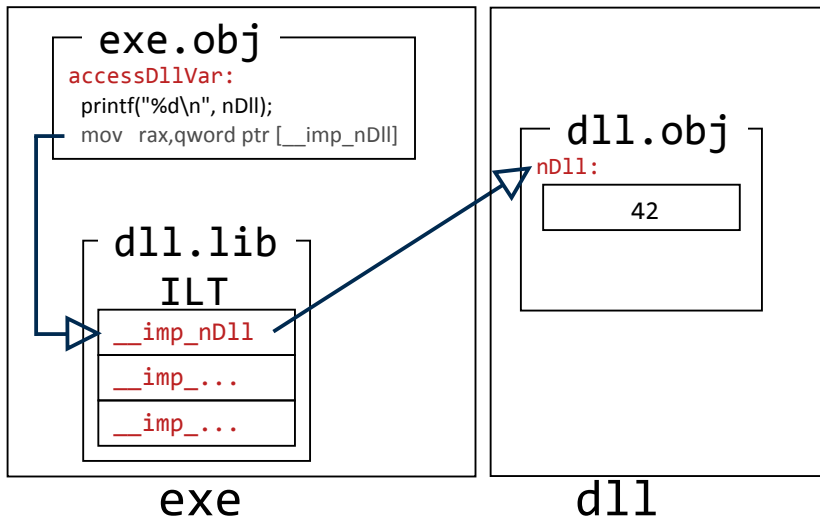 exe.obj
accessDllVar:
printf("%d\n", nDll);
mov rax,qword ptr [__imp_nDll]
dll.lib
ILT
__imp_nDll
__imp_...
__imp_...
exe
dll.obj
nDll:
42
dll